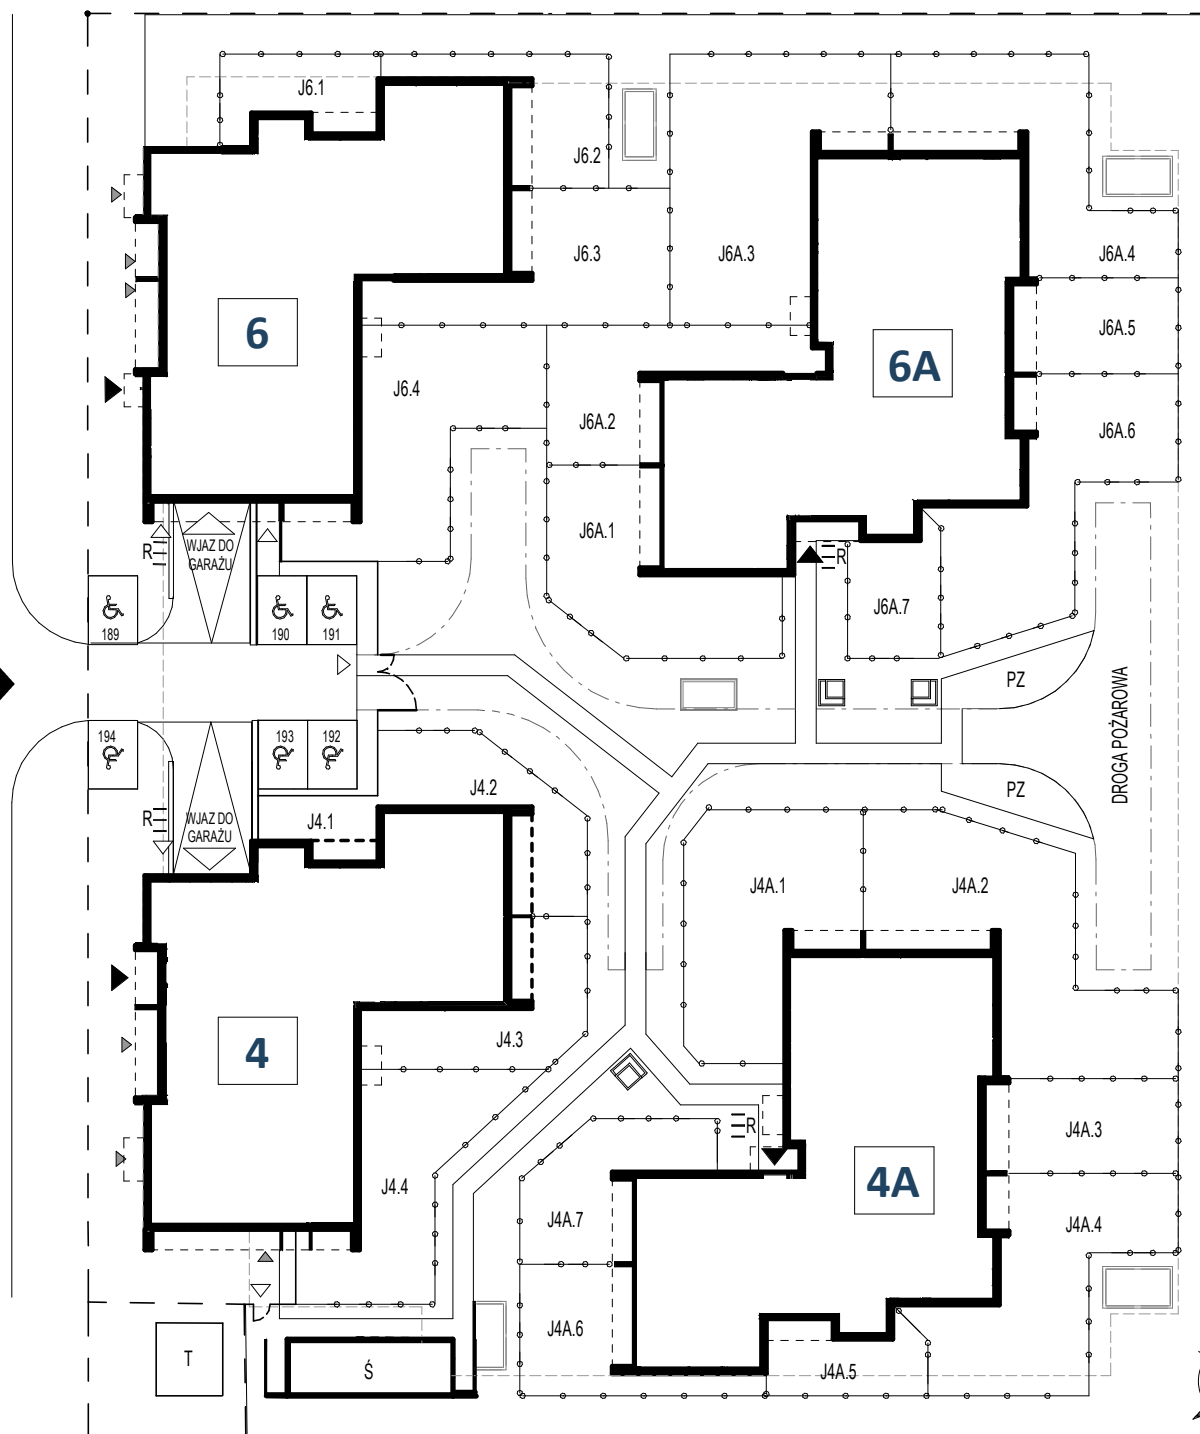 J6.1
J6.2
J6.3
J6A.3
J6A.4
J6A.5
6
6A
J6.4
J6A.2
J6A.6
J6A.1
R
WJAZ DO
GARAŻU
R
J6A.7
189
190
191
PZ
DROGA POŻAROWA
194
193
192
PZ
J4.2
R
WJAZ DO
GARAŻU
J4.1
J4A.1
J4A.2
4
J4.3
R
J4A.3
J4.4
4A
J4A.7
J4A.4
J4A.6
T
Ś
J4A.5